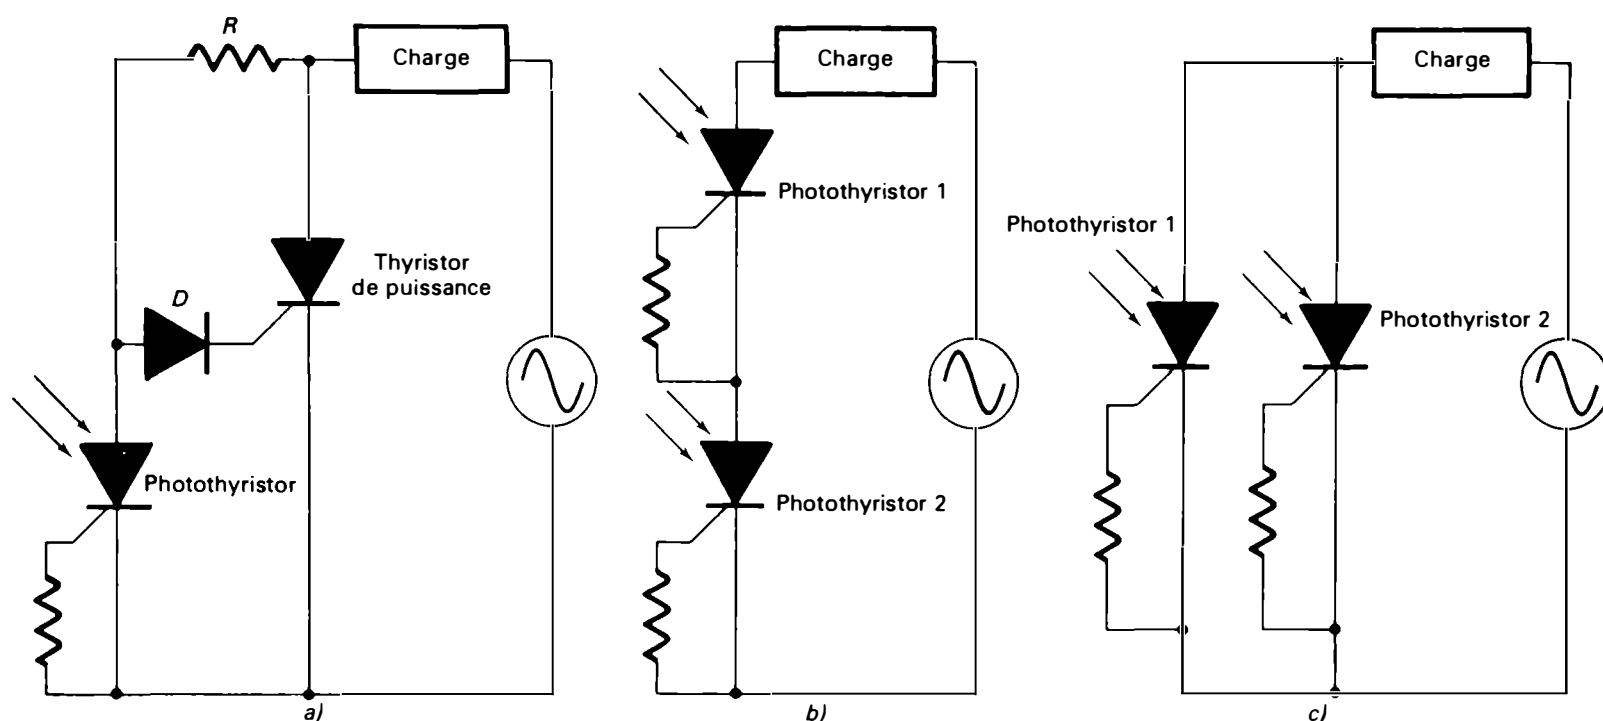 R
Charge
Thyristor
de puissance
D
Photothyristor
a)
Charge
Photothyristor 1
Photothyristor 2
b)
Charge
Photothyristor 1
Photothyristor 2
c)